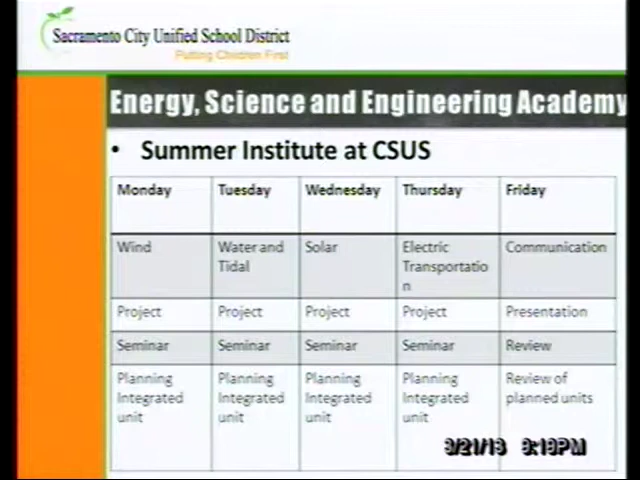 Sacramento City Unified School District
Putting Children First
Energy, Science and Engineering Academy
• Summer Institute at CSUS
Monday Tuesday Wednesday Thursday Friday
Wind Water and Tidal Solar Electric Transportation Communication
Project Project Project Project Presentation
Seminar Seminar Seminar Seminar Review
Planning Integrated unit Planning Integrated unit Planning Integrated unit Planning Integrated unit Review of planned units